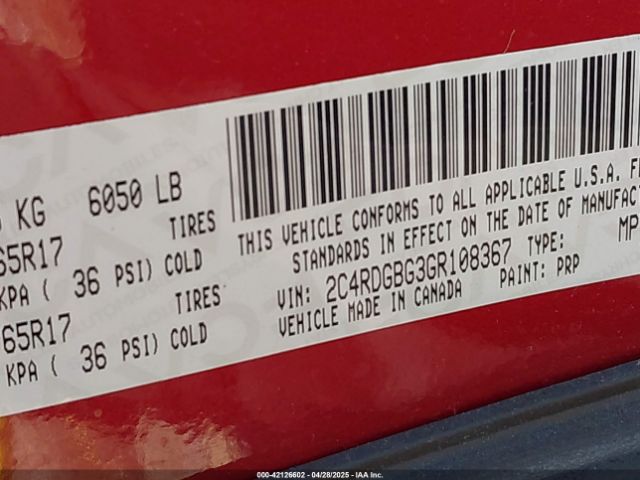 KG 6050 LB
65R17 TIRES
KPA ( 36 PSI) COLD
65R17 TIRES
KPA ( 36 PSI) COLD
THIS VEHICLE CONFORMS TO ALL APPLICABLE U.S.A.
STANDARDS IN EFFECT ON THE DATE OF MANUFAC
VIN: 2C4RDGBG3GR108367 TYPE: MP
VEHICLE MADE IN CANADA PAINT: PRP
000-42126602 - 04/28/2025 - IAA Inc.